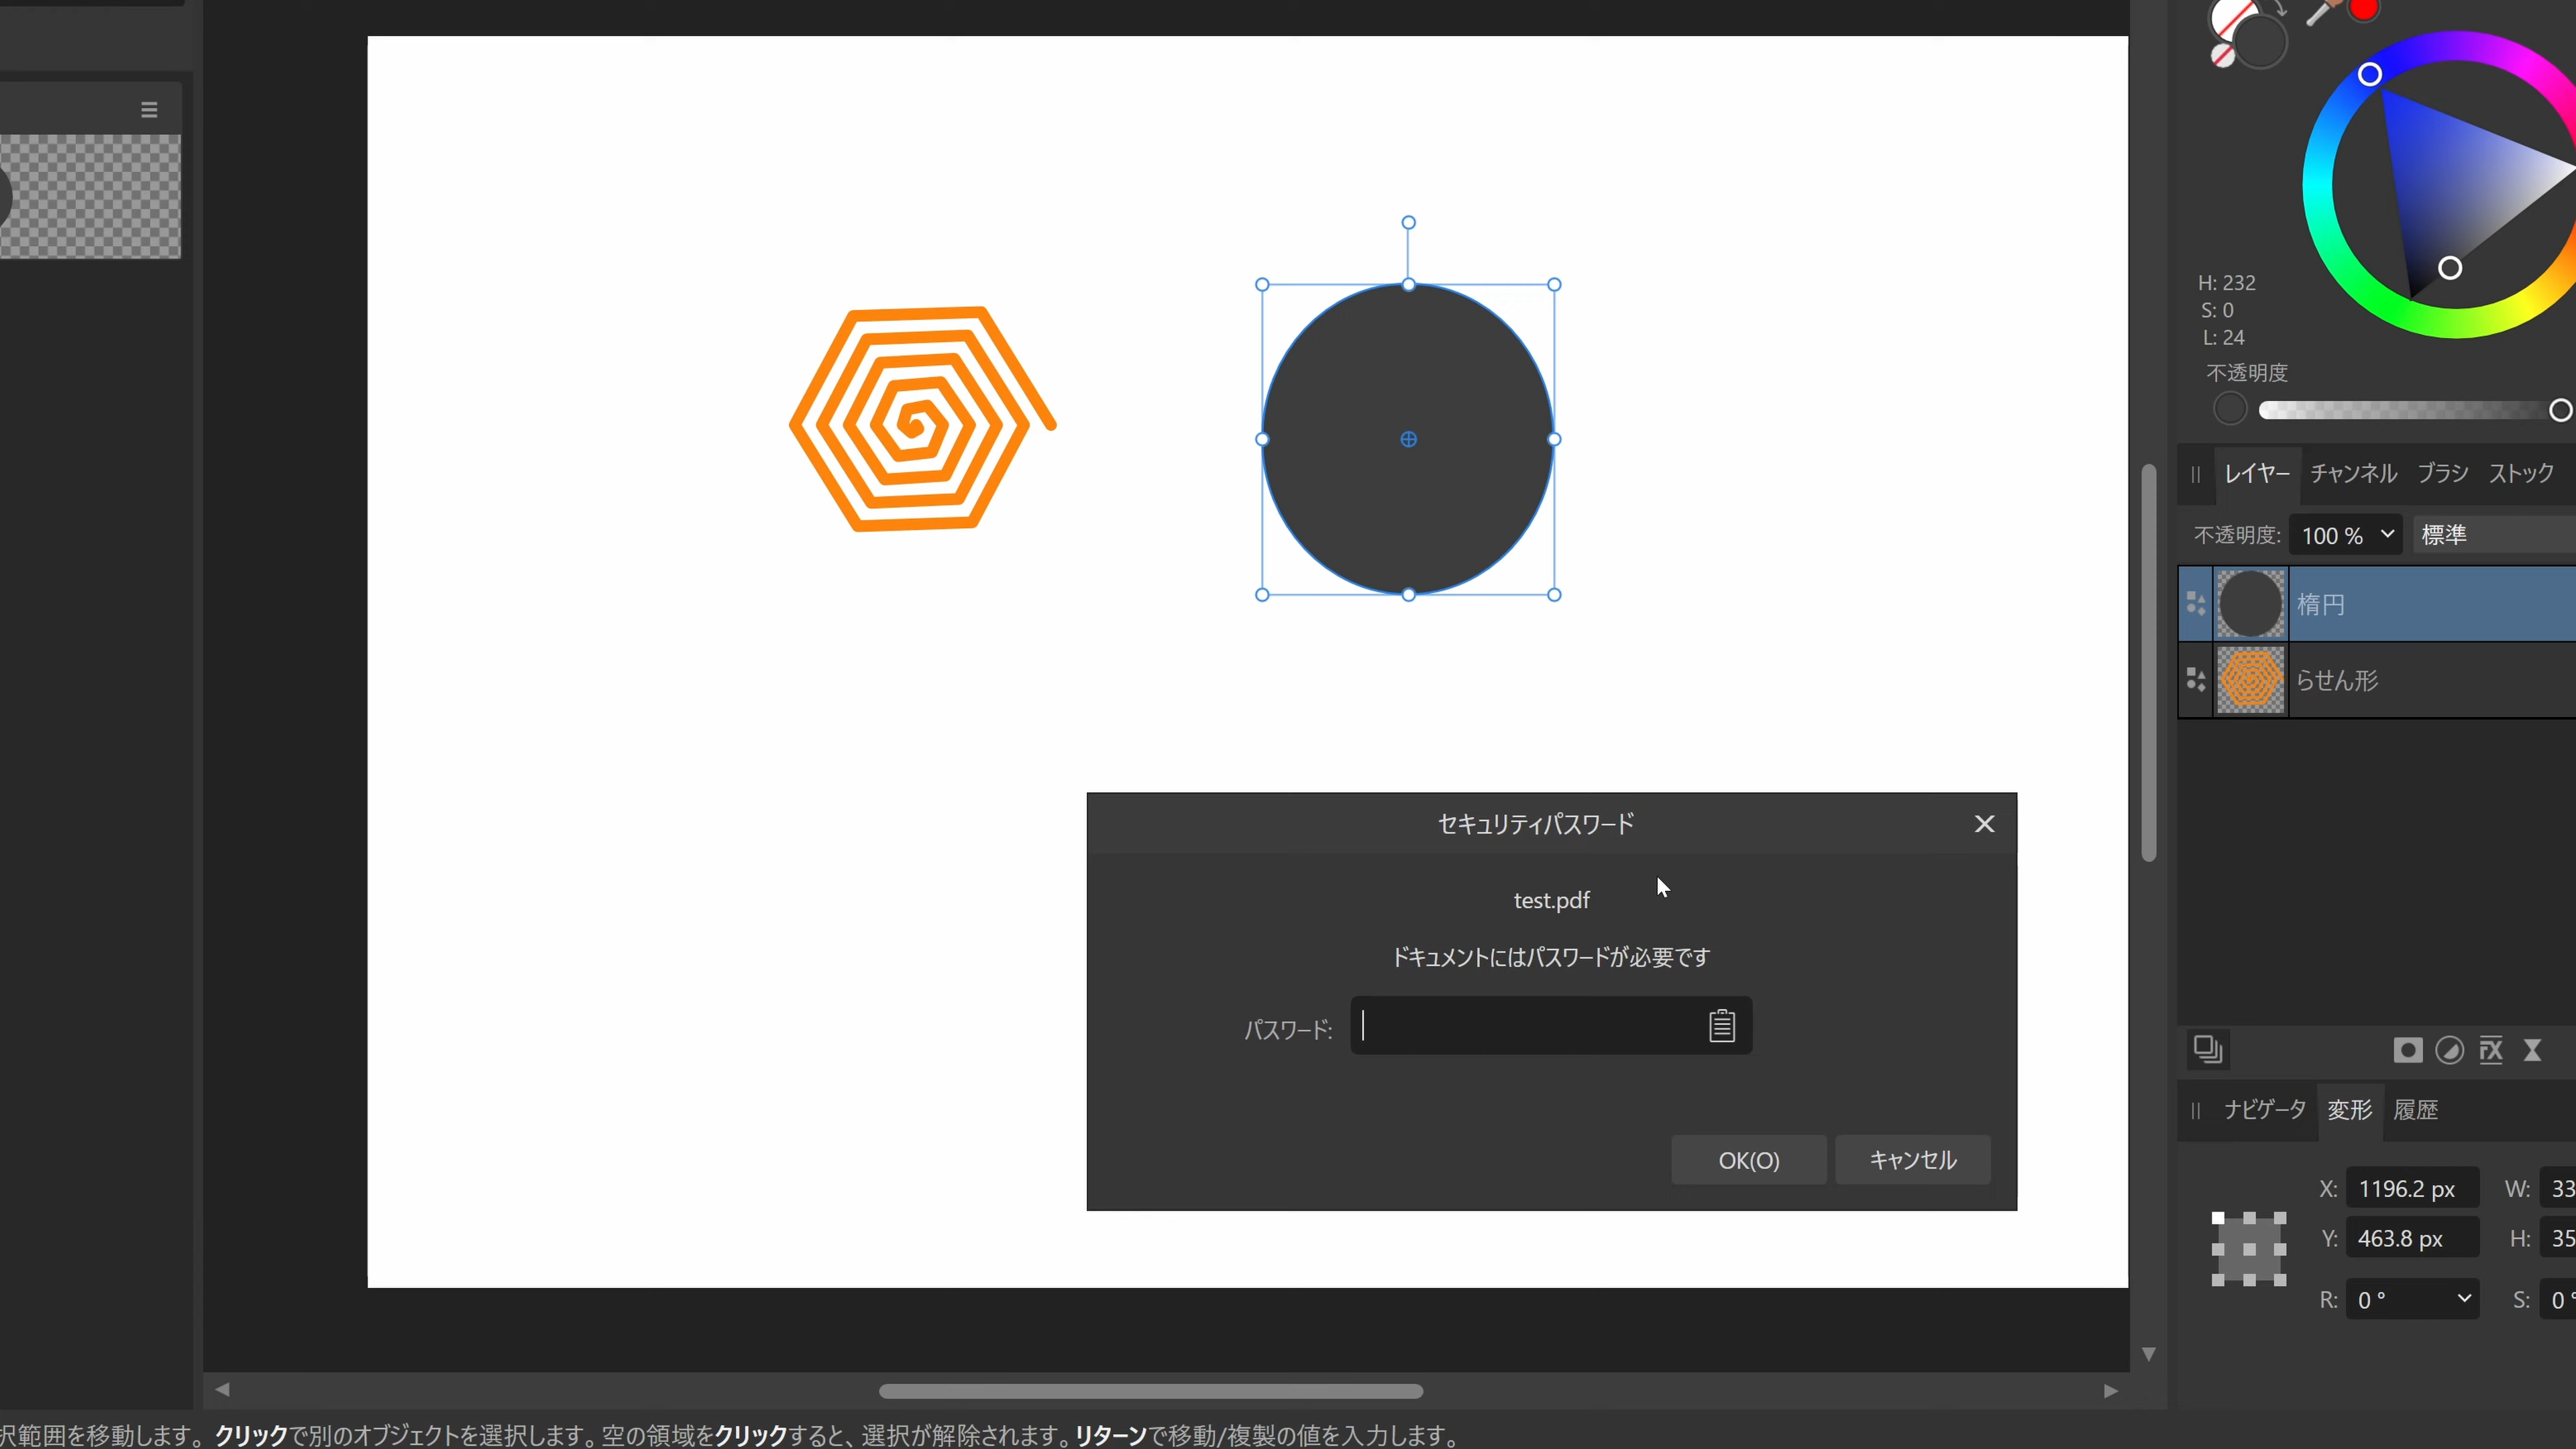 H: 232
S: 0
L: 24
不透明度
レイヤー チャンネル ブラシ ストック
不透明度: 100 % 標準
楕円
らせん形
セキュリティパスワード
test.pdf
ドキュメントにはパスワードが必要です
パスワード:
OK(O) キャンセル
FX
ナビゲータ 変形 履歴
X: 1196.2 px W: 33
Y: 463.8 px H: 35
R: 0 ° S: 0 °
択範囲を移動します。クリックで別のオブジェクトを選択します。空の領域をクリックすると、選択が解除されます。リターンで移動/複製の値を入力します。